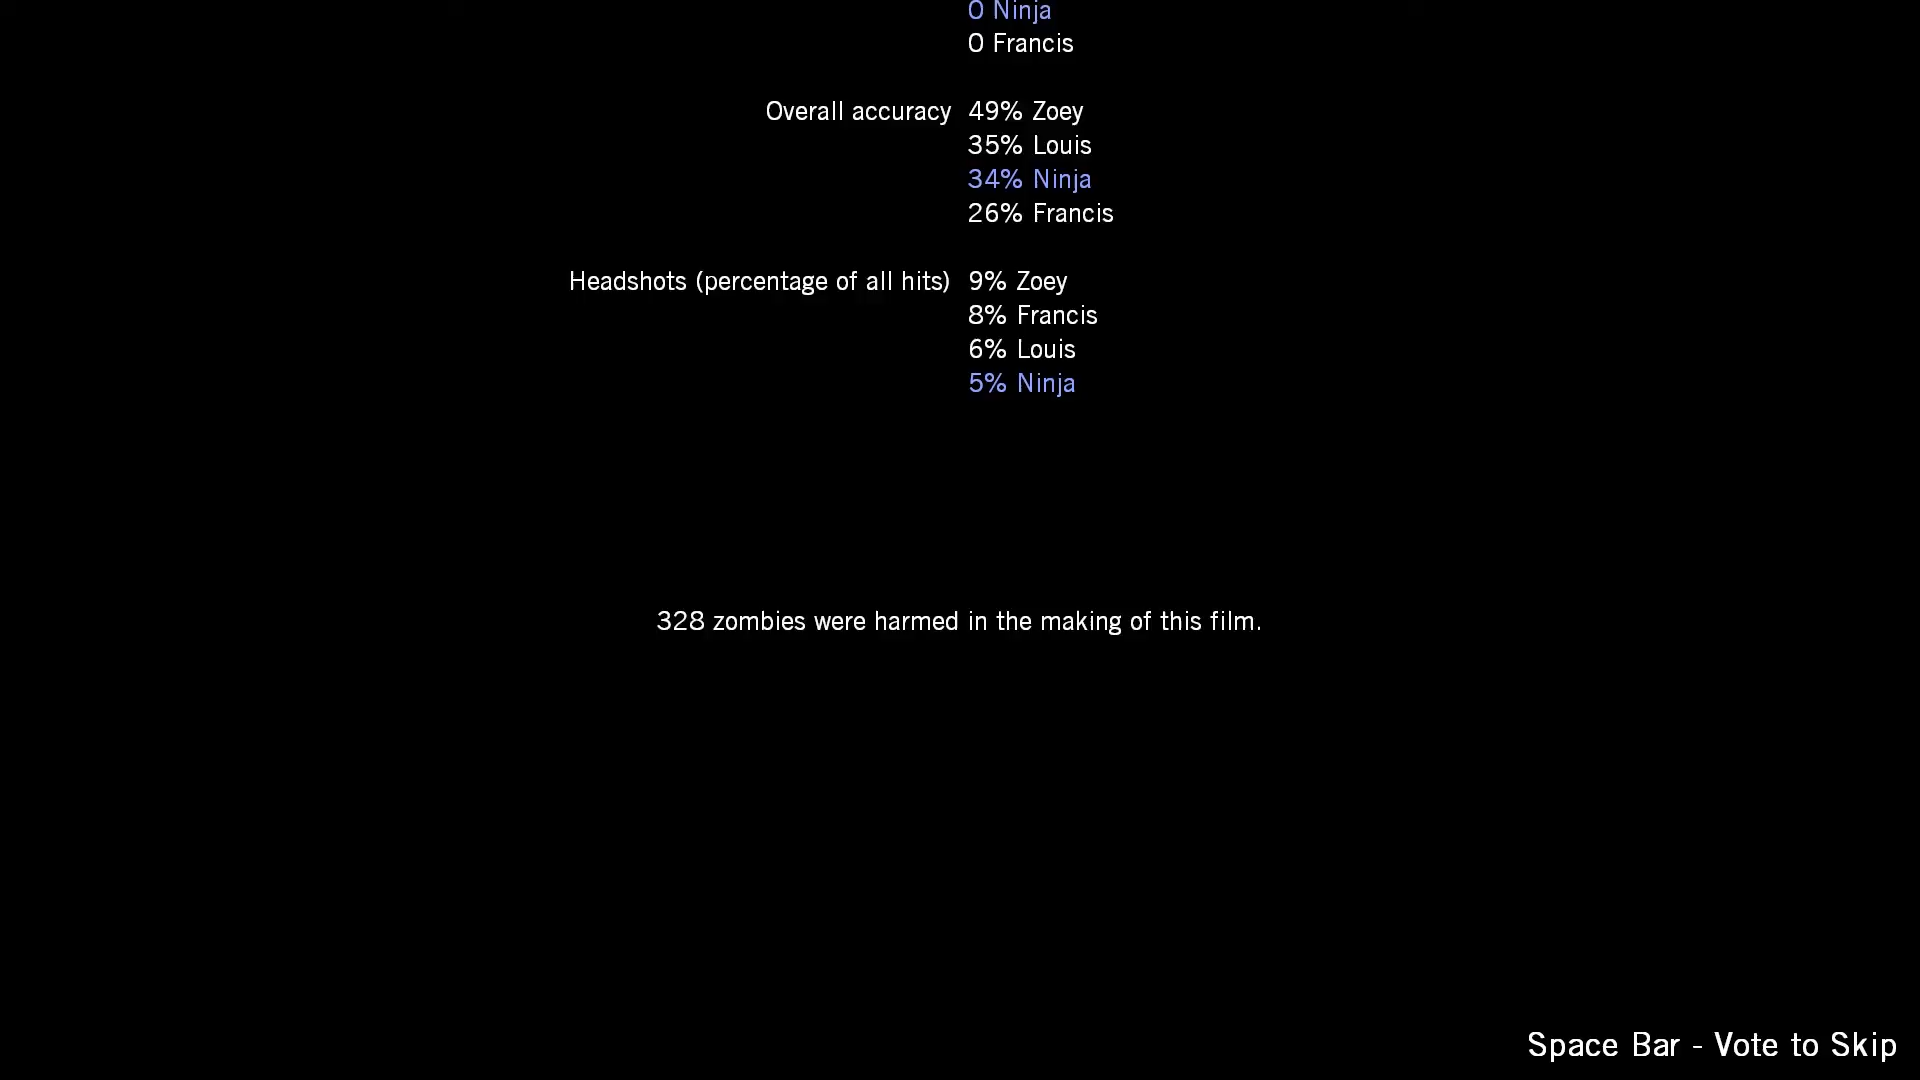 0 Ninja
0 Francis
Overall accuracy 49% Zoey
35% Louis
34% Ninja
26% Francis
Headshots (percentage of all hits) 9% Zoey
8% Francis
6% Louis
5% Ninja
328 zombies were harmed in the making of this film.
Space Bar - Vote to Skip